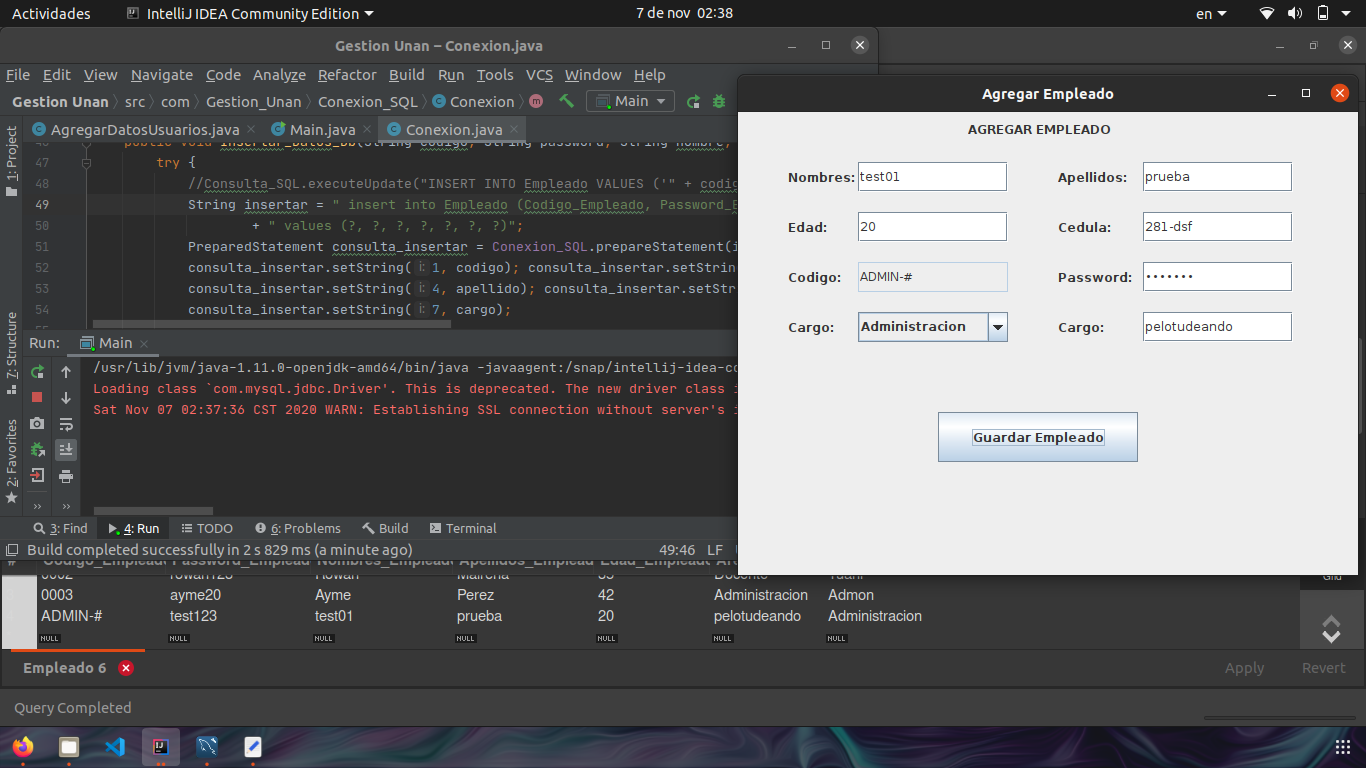 Actividades IntelliJ IDEA Community Edition 7 de nov 02:38 en
Gestion Unan – Conexion.java
File Edit View Navigate Code Analyze Refactor Build Run Tools VCS Window Help
Gestion Unan src com Gestion_Unan Conexion_SQL Conexion m Main
AgregarDatosUsuarios.java Main.java Conexion.java
46 public void Insertar_Datos_Db(String codigo, String password, String nombre,
47 try {
48 //Consulta_SQL.executeUpdate("INSERT INTO Empleado VALUES ('" + codig
49 String insertar = " insert into Empleado (Codigo_Empleado, Password_E
50 + " values (?, ?, ?, ?, ?, ?, ?)";
51 PreparedStatement consulta_insertar = Conexion_SQL.prepareStatement(i
52 consulta_insertar.setString( i: 1, codigo); consulta_insertar.setStrin
53 consulta_insertar.setString( i: 4, apellido); consulta_insertar.setStr
54 consulta_insertar.setString( i: 7, cargo);
1: Project
7: Structure
2: Favorites
Run: Main
/usr/lib/jvm/java-1.11.0-openjdk-amd64/bin/java -javaagent:/snap/intellij-idea-co
Loading class `com.mysql.jdbc.Driver'. This is deprecated. The new driver class i
Sat Nov 07 02:37:36 CST 2020 WARN: Establishing SSL connection without server's i
3: Find 4: Run TODO 6: Problems Build Terminal
Build completed successfully in 2 s 829 ms (a minute ago) 49:46 LF
Agregar Empleado
AGREGAR EMPLEADO
Nombres: test01 Apellidos: prueba
Edad: 20 Cedula: 281-dsf
Codigo: ADMIN-# Password: •••••••
Cargo: Administracion Cargo: pelotudeando
Guardar Empleado
# Codigo_Empleado Password_Emplead Nombres_Empleado Apellidos_Emplead Edad_Empleado
0002 rowan123 Rowan Mairena 35 Docente
0003 ayme20 Ayme Perez 42 Administracion Admon
ADMIN-# test123 test01 prueba 20 pelotudeando Administracion
NULL NULL NULL NULL NULL NULL NULL
Grid
Empleado 6 Apply Revert
Query Completed